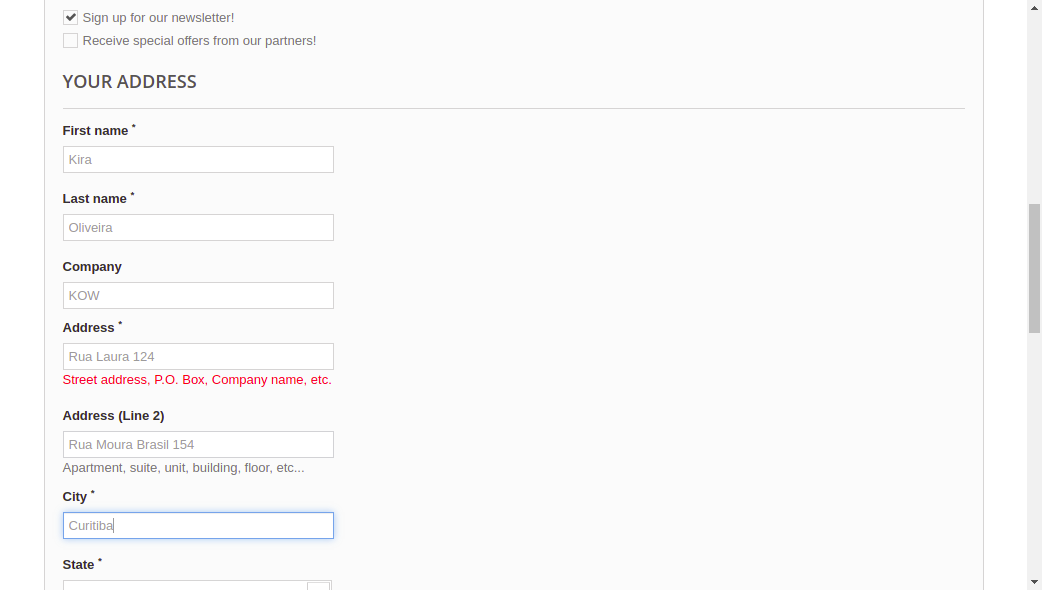 Sign up for our newsletter!
Receive special offers from our partners!
YOUR ADDRESS
First name *
Kira
Last name *
Oliveira
Company
KOW
Address *
Rua Laura 124
Street address, P.O. Box, Company name, etc.
Address (Line 2)
Rua Moura Brasil 154
Apartment, suite, unit, building, floor, etc...
City *
Curitiba
State *